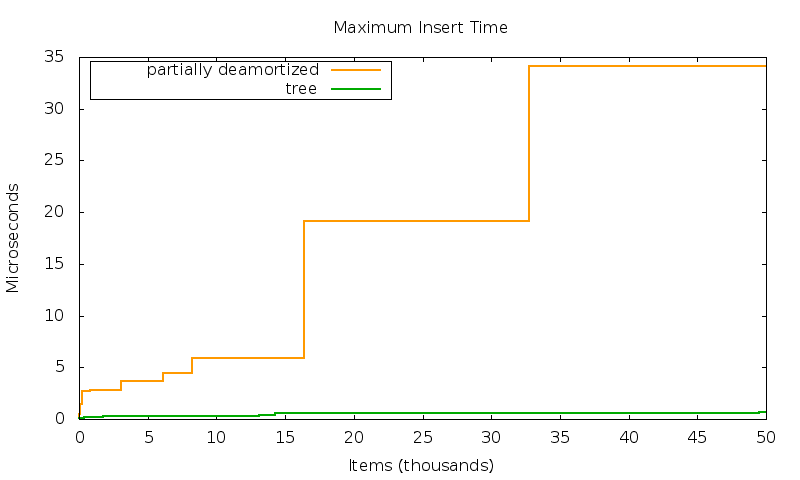 Maximum Insert Time
partially deamortized
tree
Microseconds
35
30
25
20
15
10
5
0
0 5 10 15 20 25 30 35 40 45 50
Items (thousands)